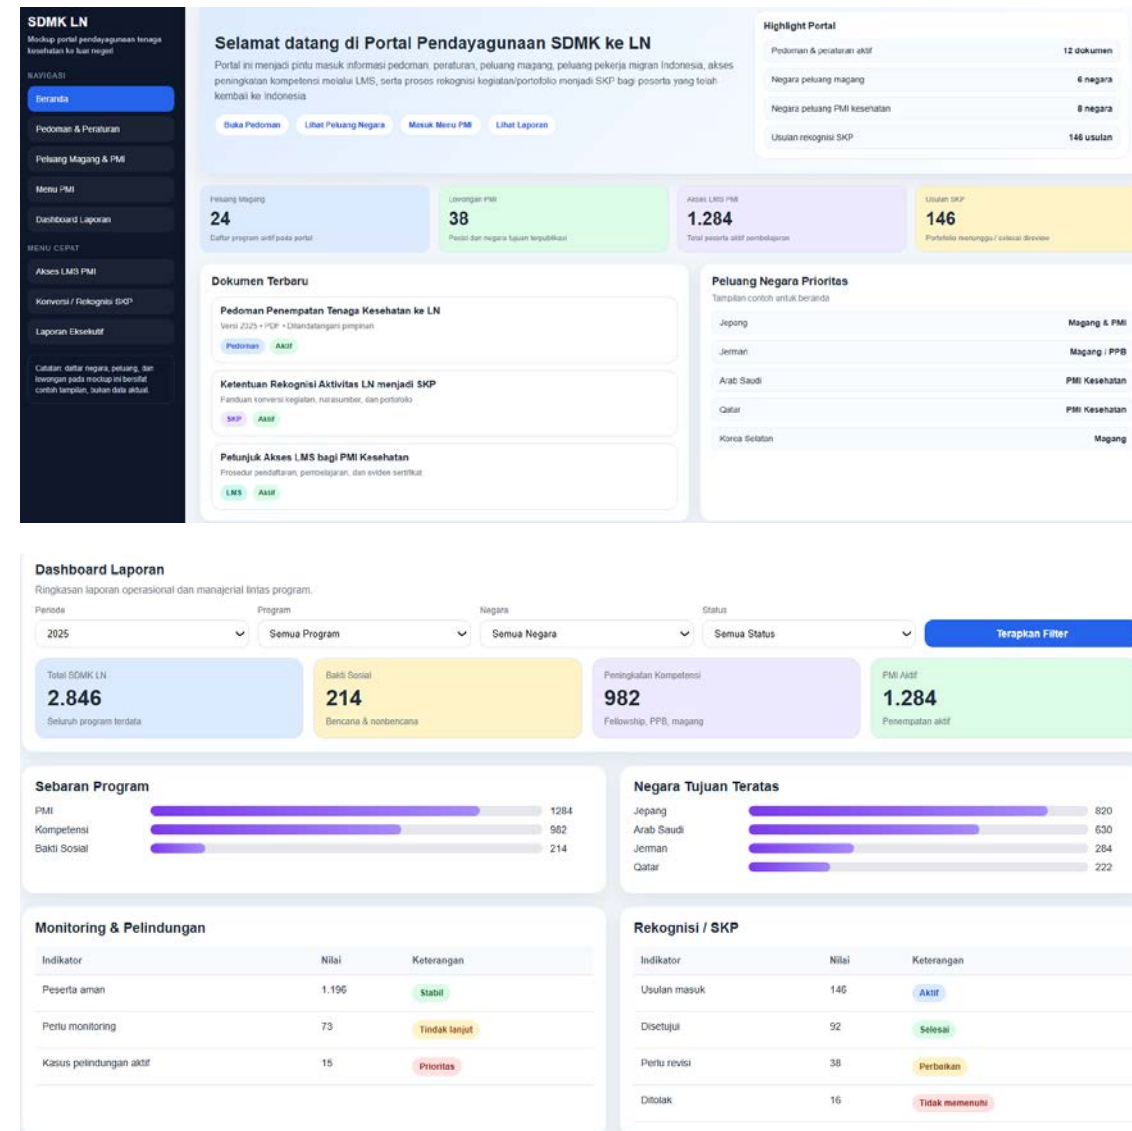 SDMK LN
Mockup portal pendayagunaan tenaga
kesehatan ke luar negeri
NAVIGASI
Beranda
Pedoman & Peraturan
Peluang Magang & PMI
Menu PMI
Dashboard Laporan
MENU CEPAT
Akses LMS PMI
Konversi / Rekognisi SKP
Laporan Eksekutif
Catatan: daftar negara, peluang, dan
lowongan pada mockup ini bersifat
contoh tampilan, bukan data aktual.
Selamat datang di Portal Pendayagunaan SDMK ke LN
Portal ini menjadi pintu masuk informasi pedoman, peraturan, peluang magang, peluang pekerja migran Indonesia, akses
peningkatan kompetensi melalui LMS, serta proses rekognisi kegiatan/portofolio menjadi SKP bagi peserta yang telah
kembali ke Indonesia.
Buka Pedoman
Lihat Peluang Negara
Masuk Menu PMI
Lihat Laporan
Highlight Portal
Pedoman & peraturan aktif 12 dokumen
Negara peluang magang 6 negara
Negara peluang PMI kesehatan 8 negara
Usulan rekognisi SKP 146 usulan
Peluang Magang
24
Daftar program aktif pada portal
Lowongan PMI
38
Posisi dan negara tujuan terpublikasi
Akses LMS PMI
1.284
Total peserta aktif pembelajaran
Usulan SKP
146
Portofolio menunggu / selesai direview
Dokumen Terbaru
Pedoman Penempatan Tenaga Kesehatan ke LN
Versi 2025 • PDF • Ditandatangani pimpinan
Pedoman Aktif
Ketentuan Rekognisi Aktivitas LN menjadi SKP
Panduan konversi kegiatan, narasumber, dan portofolio
SKP Aktif
Petunjuk Akses LMS bagi PMI Kesehatan
Prosedur pendaftaran, pembelajaran, dan eviden sertifikat
LMS Aktif
Peluang Negara Prioritas
Tampilan contoh untuk beranda
Jepang Magang & PMI
Jerman Magang / PPB
Arab Saudi PMI Kesehatan
Qatar PMI Kesehatan
Korea Selatan Magang
Dashboard Laporan
Ringkasan laporan operasional dan manajerial lintas program.
Periode Program Negara Status
2025 Semua Program Semua Negara Semua Status Terapkan Filter
Total SDMK LN
2.846
Seluruh program terdata
Bakti Sosial
214
Bencana & nonbencana
Peningkatan Kompetensi
982
Fellowship, PPB, magang
PMI Aktif
1.284
Penempatan aktif
Sebaran Program
PMI 1284
Kompetensi 982
Bakti Sosial 214
Negara Tujuan Teratas
Jepang 820
Arab Saudi 630
Jerman 284
Qatar 222
Monitoring & Pelindungan
Indikator Nilai Keterangan
Peserta aman 1.196 Stabil
Perlu monitoring 73 Tindak lanjut
Kasus pelindungan aktif 15 Prioritas
Rekognisi / SKP
Indikator Nilai Keterangan
Usulan masuk 146 Aktif
Disetujui 92 Selesai
Perlu revisi 38 Perbaikan
Ditolak 16 Tidak memenuhi